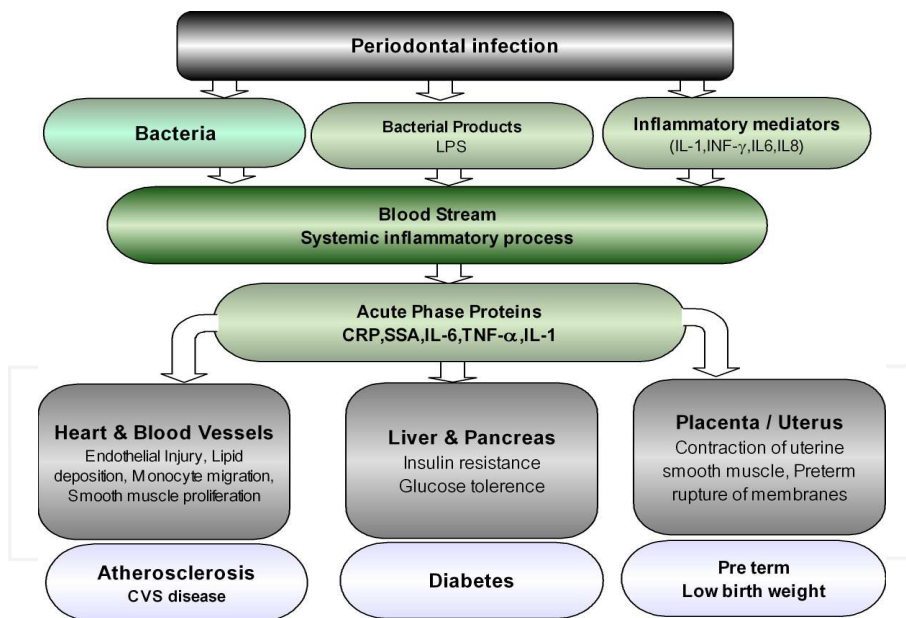 Periodontal infection
Bacteria
Bacterial Products
LPS
Inflammatory mediators
(IL-1,INF-γ,IL6,IL8)
Blood Stream
Systemic inflammatory process
Acute Phase Proteins
CRP,SSA,IL-6,TNF-α,IL-1
Heart & Blood Vessels
Endothelial Injury, Lipid
deposition, Monocyte migration,
Smooth muscle proliferation
Liver & Pancreas
Insulin resistance
Glucose tolerence
Placenta / Uterus
Contraction of uterine
smooth muscle, Preterm
rupture of membranes
Atherosclerosis
CVS disease
Diabetes
Pre term
Low birth weight